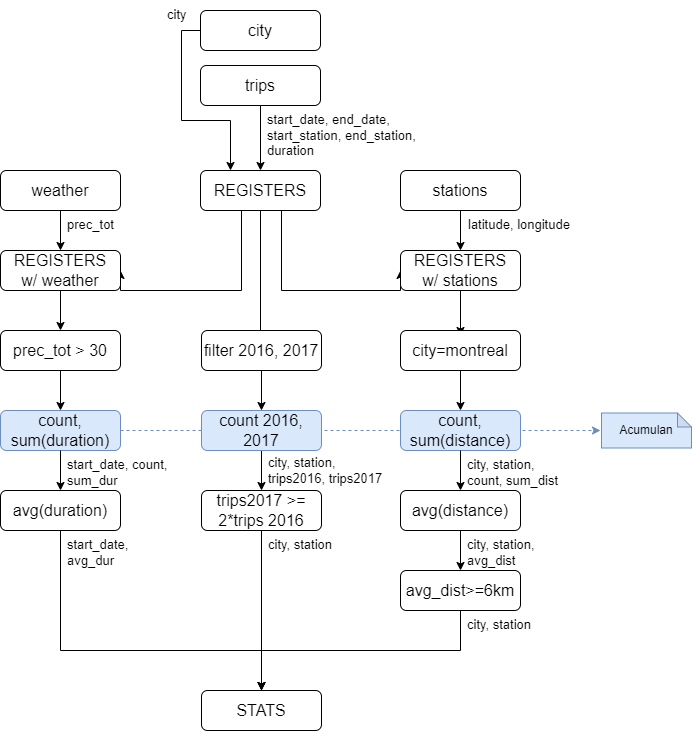 city
city
trips
start_date, end_date,
start_station, end_station,
duration
weather
REGISTERS
stations
prec_tot
latitude, longitude
REGISTERS
w/ weather
REGISTERS
w/ stations
prec_tot > 30
filter 2016, 2017
city=montreal
count,
sum(duration)
count 2016,
2017
count,
sum(distance)
Acumulan
start_date, count,
sum_dur
city, station,
trips2016, trips2017
city, station,
count, sum_dist
avg(duration)
trips2017 >=
2*trips 2016
avg(distance)
start_date,
avg_dur
city, station
city, station,
avg_dist
avg_dist>=6km
city, station
STATS